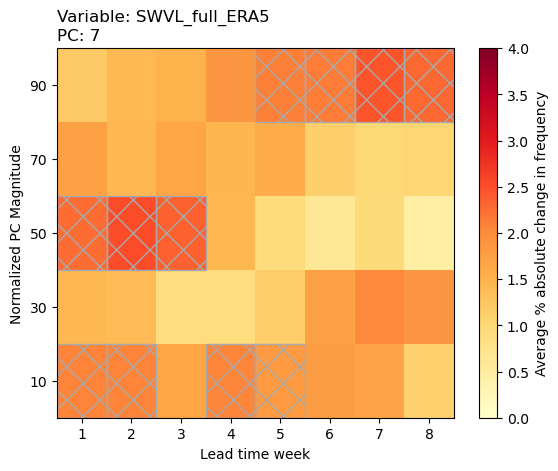 Variable: SWVL_full_ERA5
PC: 7
90
70
50
30
10
Normalized PC Magnitude
1 2 3 4 5 6 7 8
Lead time week
4.0
3.5
3.0
2.5
2.0
1.5
1.0
0.5
0.0
Average % absolute change in frequency